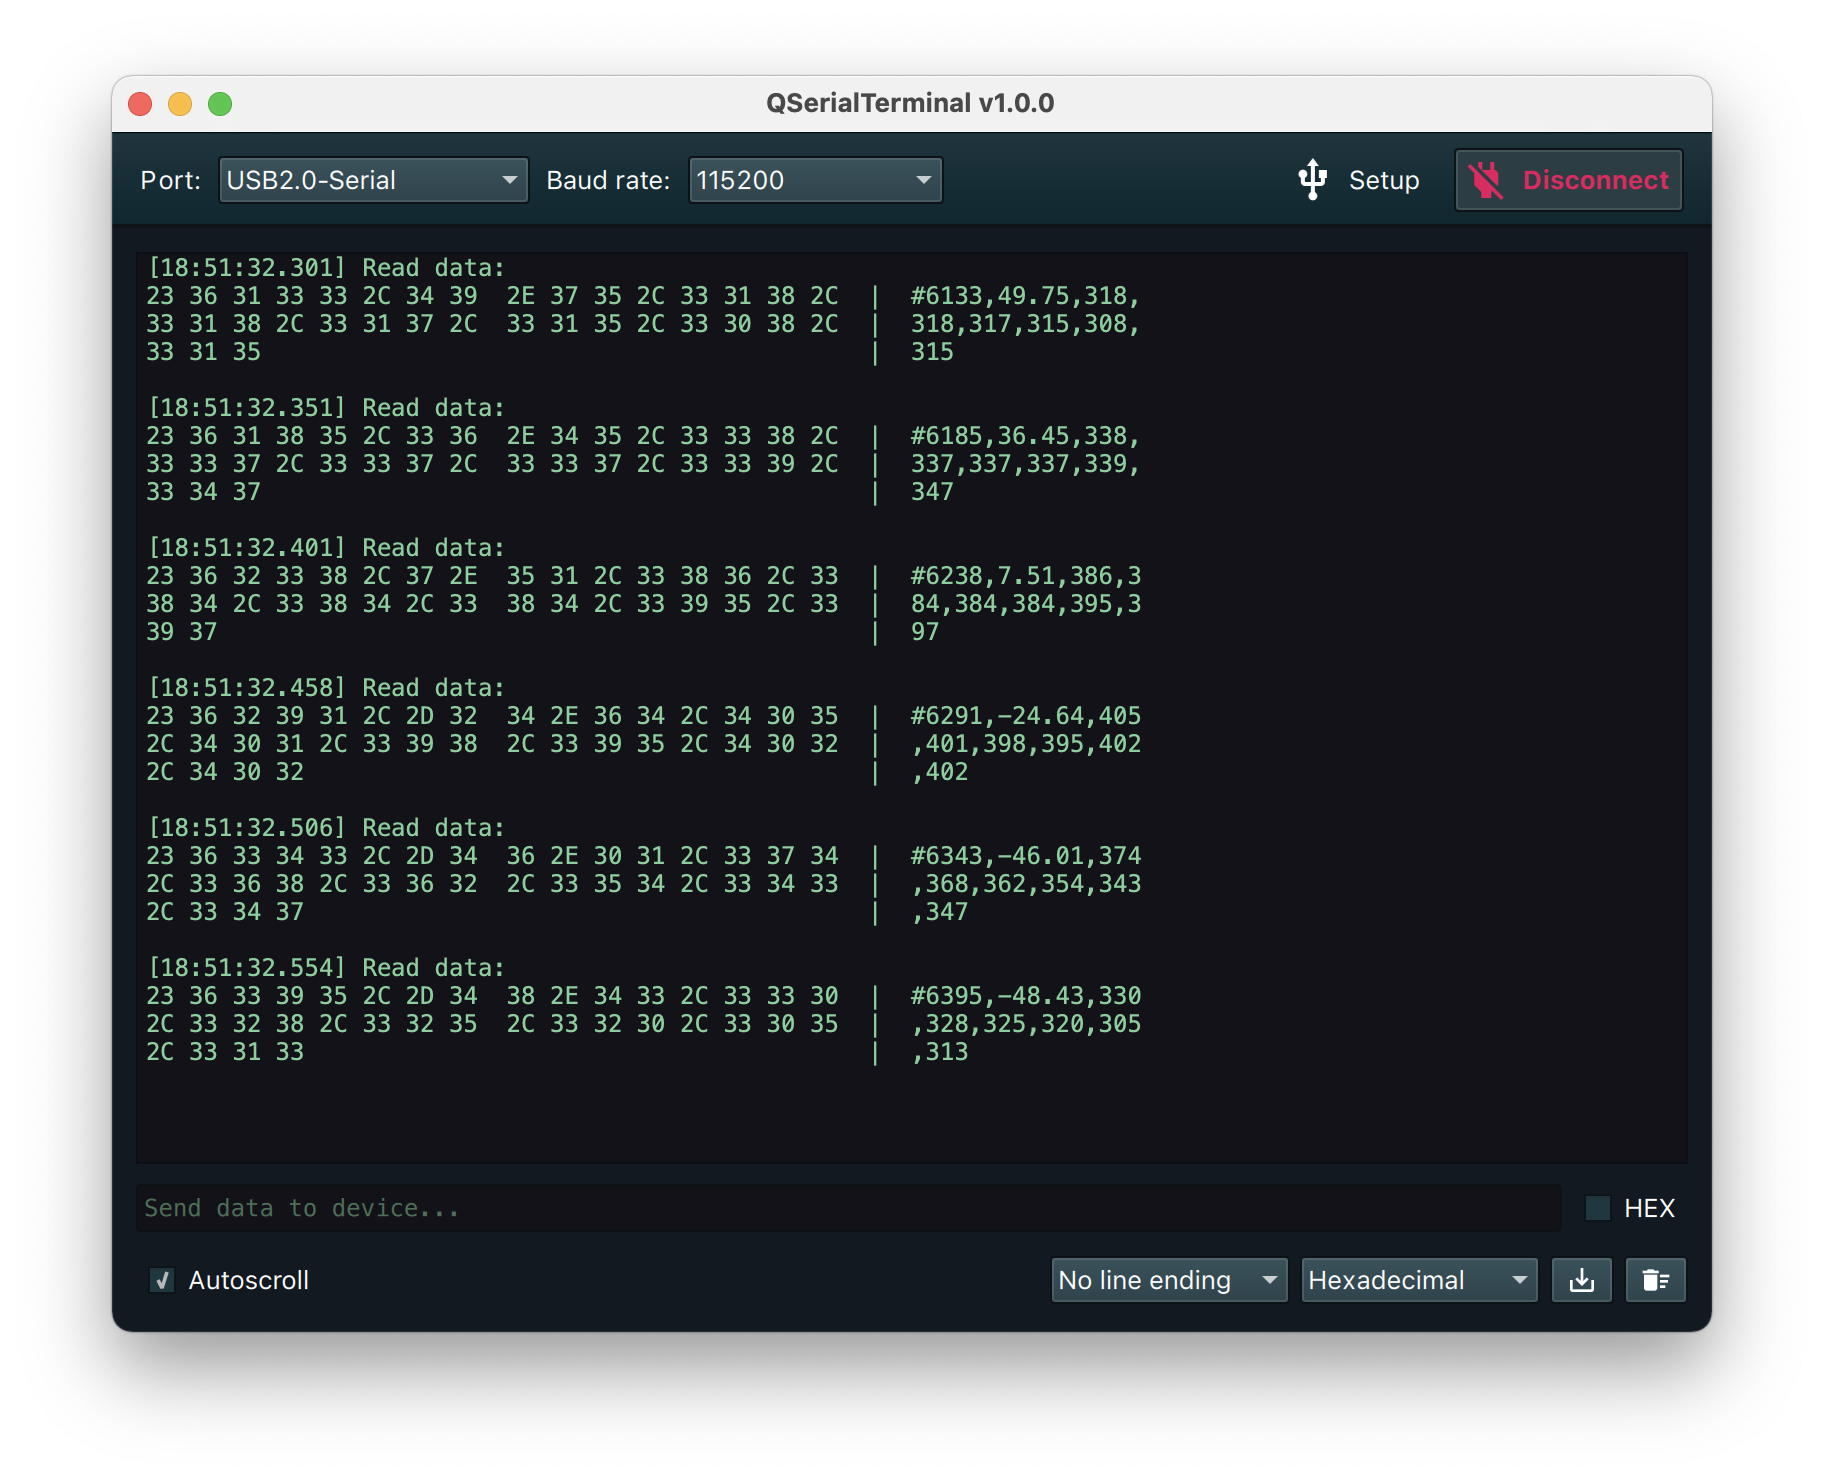 QSerialTerminal v1.0.0
Port: USB2.0-Serial Baud rate: 115200 Setup Disconnect
[18:51:32.301] Read data:
23 36 31 33 33 2C 34 39  2E 37 35 2C 33 31 38 2C  |  #6133,49.75,318,
33 31 38 2C 33 31 37 2C  33 31 35 2C 33 30 38 2C  |  318,317,315,308,
33 31 35  |  315
[18:51:32.351] Read data:
23 36 31 38 35 2C 33 36  2E 34 35 2C 33 33 38 2C  |  #6185,36.45,338,
33 33 37 2C 33 33 37 2C  33 33 37 2C 33 33 39 2C  |  337,337,337,339,
33 34 37  |  347
[18:51:32.401] Read data:
23 36 32 33 38 2C 37 2E  35 31 2C 33 38 36 2C 33  |  #6238,7.51,386,3
38 34 2C 33 38 34 2C 33  38 34 2C 33 39 35 2C 33  |  84,384,384,395,3
39 37  |  97
[18:51:32.458] Read data:
23 36 32 39 31 2C 2D 32  34 2E 36 34 2C 34 30 35  |  #6291,-24.64,405
2C 34 30 31 2C 33 39 38  2C 33 39 35 2C 34 30 32  |  ,401,398,395,402
2C 34 30 32  |  ,402
[18:51:32.506] Read data:
23 36 33 34 33 2C 2D 34  36 2E 30 31 2C 33 37 34  |  #6343,-46.01,374
2C 33 36 38 2C 33 36 32  2C 33 35 34 2C 33 34 33  |  ,368,362,354,343
2C 33 34 37  |  ,347
[18:51:32.554] Read data:
23 36 33 39 35 2C 2D 34  38 2E 34 33 2C 33 33 30  |  #6395,-48.43,330
2C 33 32 38 2C 33 32 35  2C 33 32 30 2C 33 30 35  |  ,328,325,320,305
2C 33 31 33  |  ,313
Send data to device... HEX
Autoscroll No line ending Hexadecimal